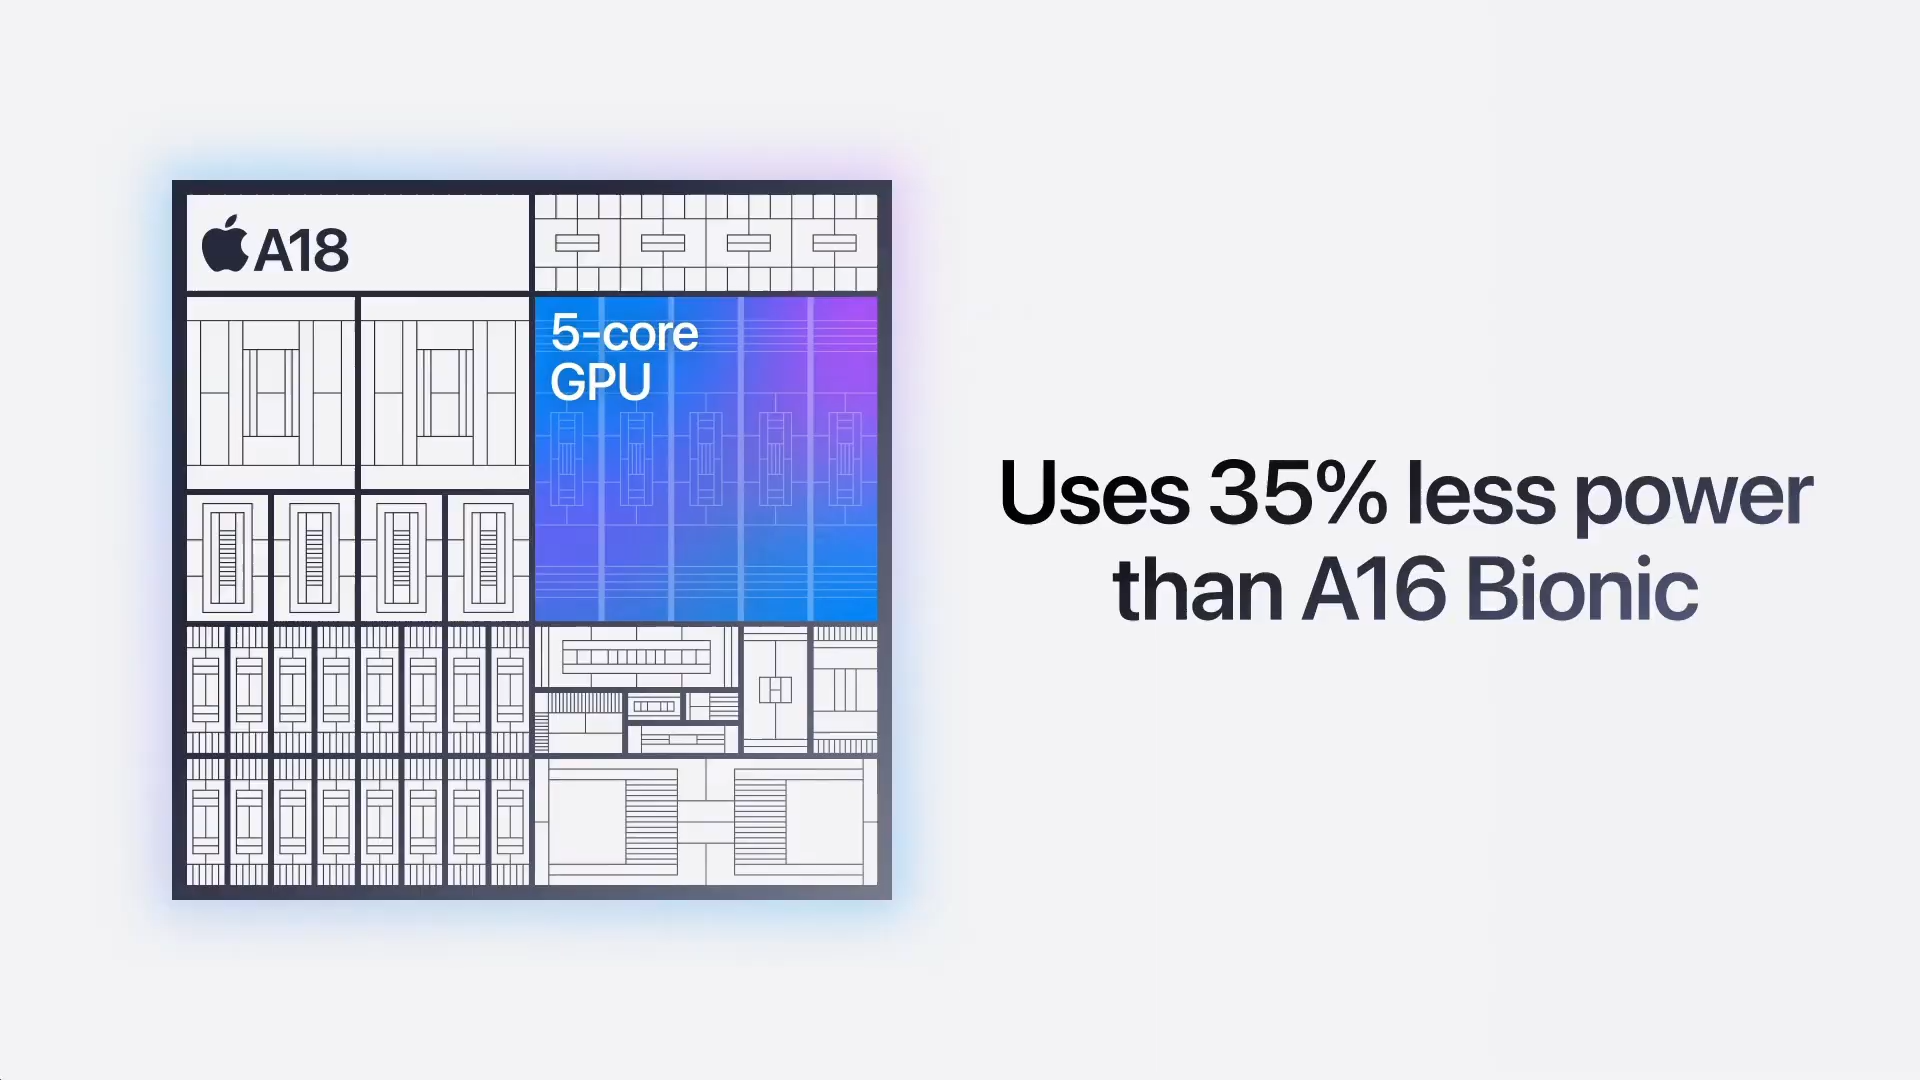 A18
5-core
GPU
Uses 35% less power
than A16 Bionic